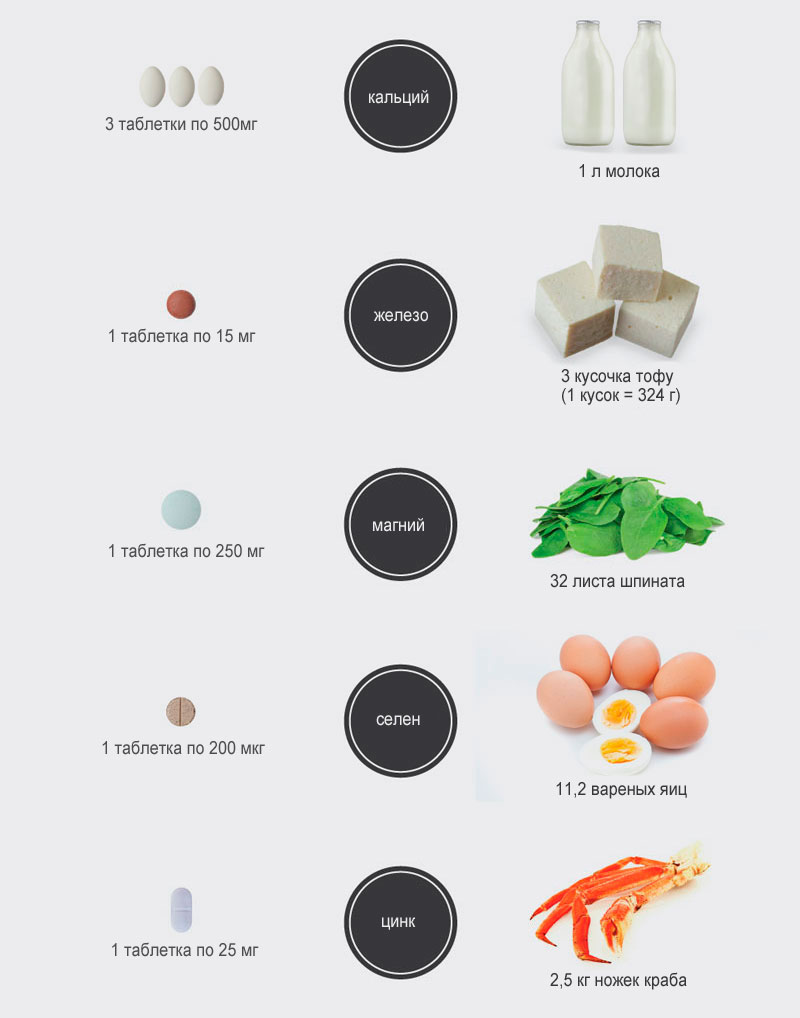 кальций
3 таблетки по 500мг
1 л молока
железо
1 таблетка по 15 мг
3 кусочка тофу
(1 кусок = 324 г)
магний
1 таблетка по 250 мг
32 листа шпината
селен
1 таблетка по 200 мкг
11,2 вареных яиц
цинк
1 таблетка по 25 мг
2,5 кг ножек краба